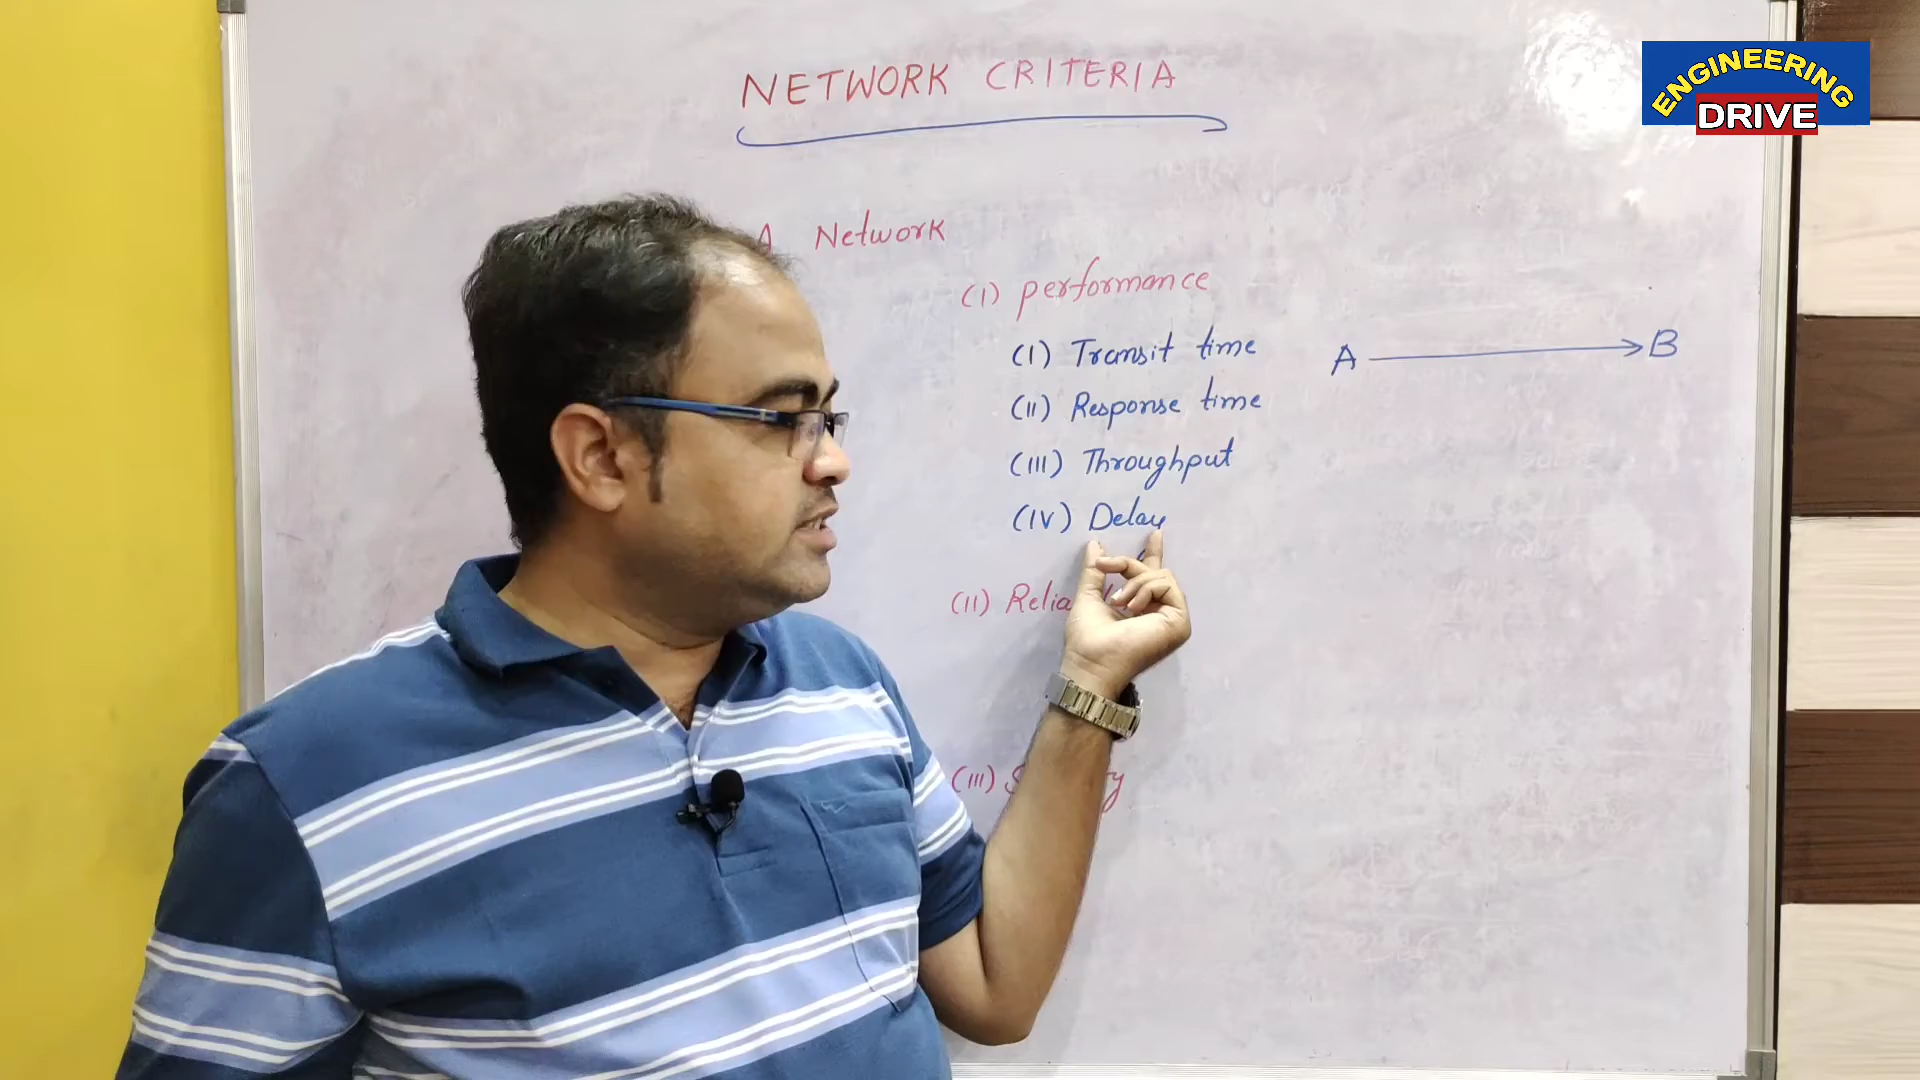 NETWORK CRITERIA
ENGINEERING
DRIVE
A Network
(I) performance
(I) Transit time
A B
(II) Response time
(III) Throughput
(IV) Delay
(II)
(III)